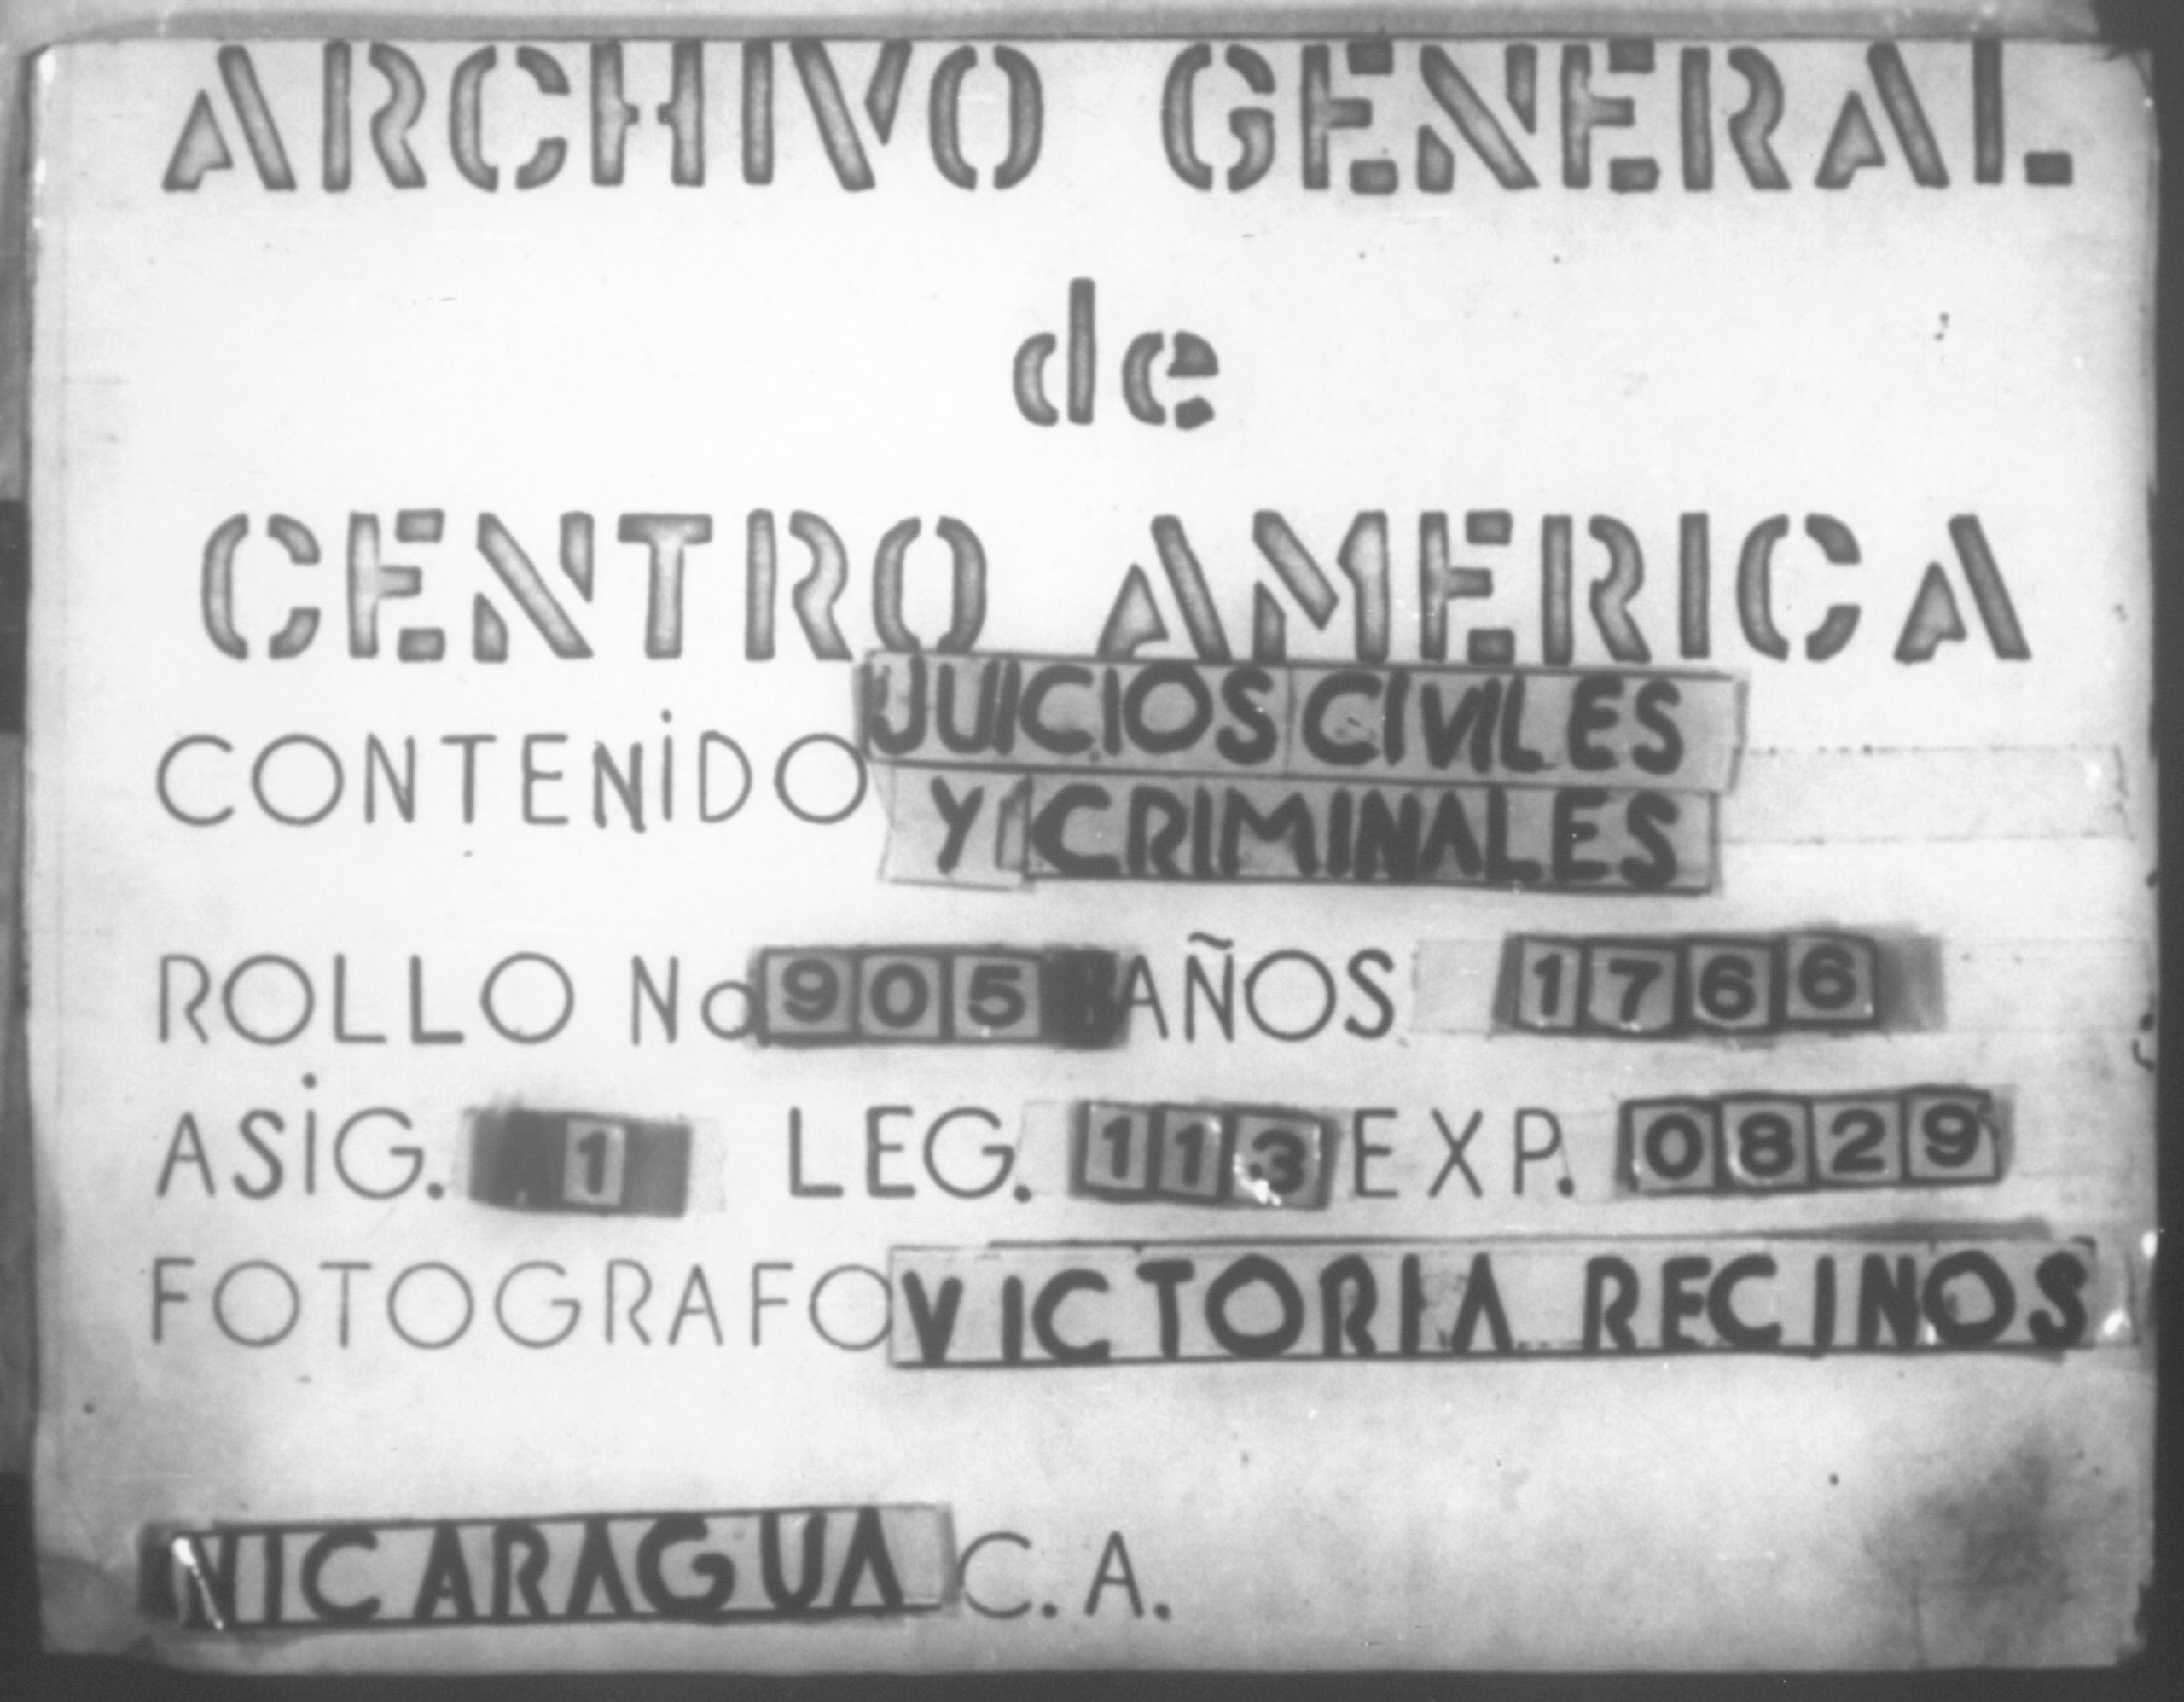 ARCHIVO GENERAL
de
CENTRO AMERICA
CONTENIDO JUICIOS CIVILES
Y CRIMINALES
ROLLO No 905 AÑOS 1766
ASIG. 1 LEG. 113 EXP. 0829
FOTOGRAFO VICTORIA RECINOS
NICARAGUA C.A.